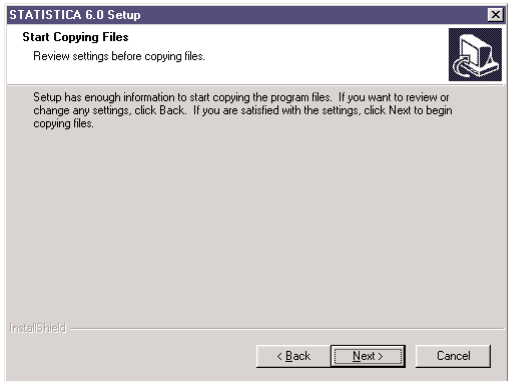 STATISTICA 6.0 Setup
Start Copying Files
Review settings before copying files.
Setup has enough information to start copying the program files. If you want to review or
change any settings, click Back. If you are satisfied with the settings, click Next to begin
copying files.
InstallShield
< Back Next > Cancel